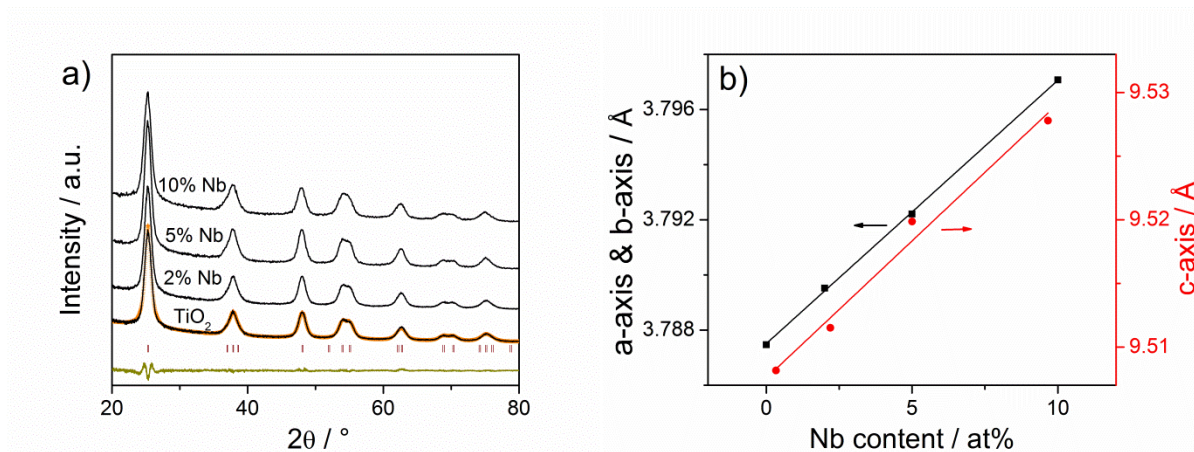 a)
10% Nb
5% Nb
2% Nb
TiO₂
Intensity / a.u.
20 40 60 80
2θ / °
b)
3.796
3.792
3.788
a-axis & b-axis / Å
9.53
9.52
9.51
c-axis / Å
0 5 10
Nb content / at%